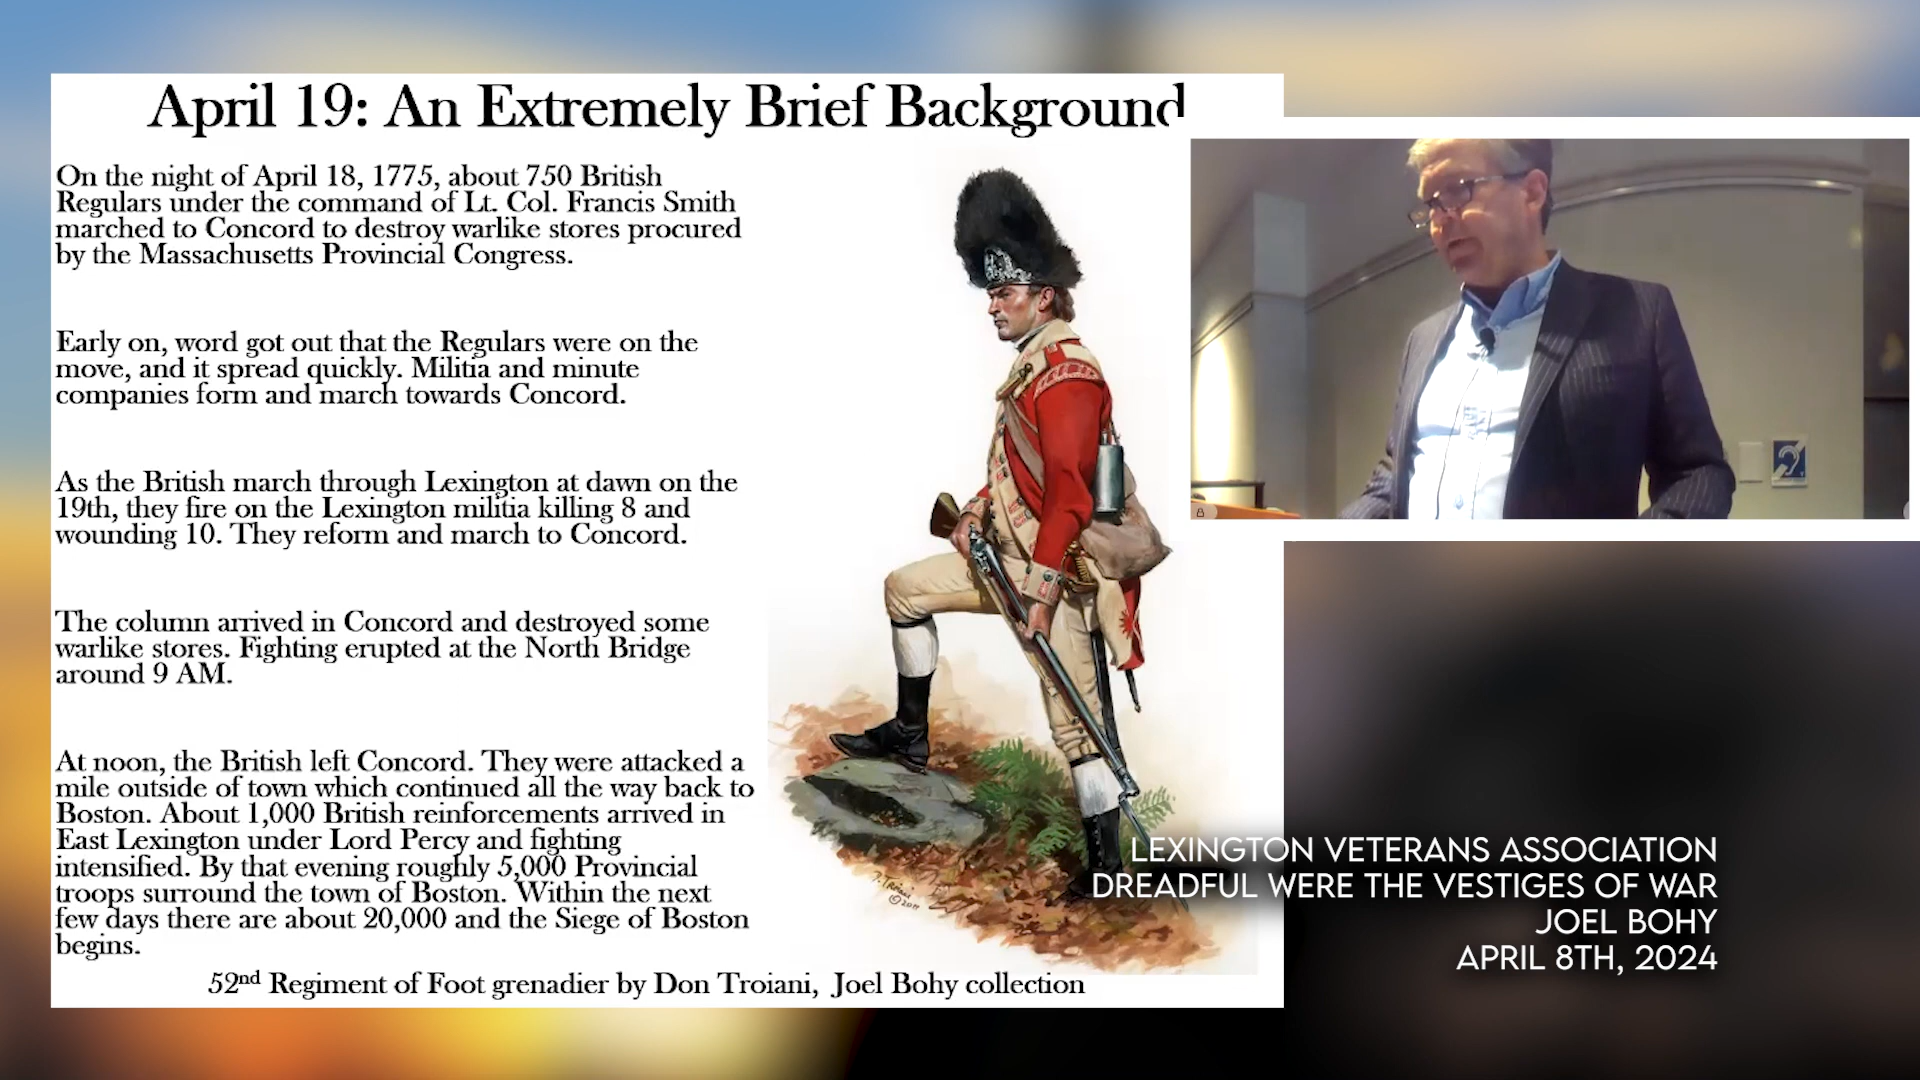 April 19: An Extremely Brief Background
On the night of April 18, 1775, about 750 British
Regulars under the command of Lt. Col. Francis Smith
marched to Concord to destroy warlike stores procured
by the Massachusetts Provincial Congress.
Early on, word got out that the Regulars were on the
move, and it spread quickly. Militia and minute
companies form and march towards Concord.
As the British march through Lexington at dawn on the
19th, they fire on the Lexington militia killing 8 and
wounding 10. They reform and march to Concord.
The column arrived in Concord and destroyed some
warlike stores. Fighting erupted at the North Bridge
around 9 AM.
At noon, the British left Concord. They were attacked a
mile outside of town which continued all the way back to
Boston. About 1,000 British reinforcements arrived in
East Lexington under Lord Percy and fighting
intensified. By that evening roughly 5,000 Provincial
troops surround the town of Boston. Within the next
few days there are about 20,000 and the Siege of Boston
begins.
52nd Regiment of Foot grenadier by Don Troiani, Joel Bohy collection
LEXINGTON VETERANS ASSOCIATION
DREADFUL WERE THE VESTIGES OF WAR
JOEL BOHY
APRIL 8TH, 2024